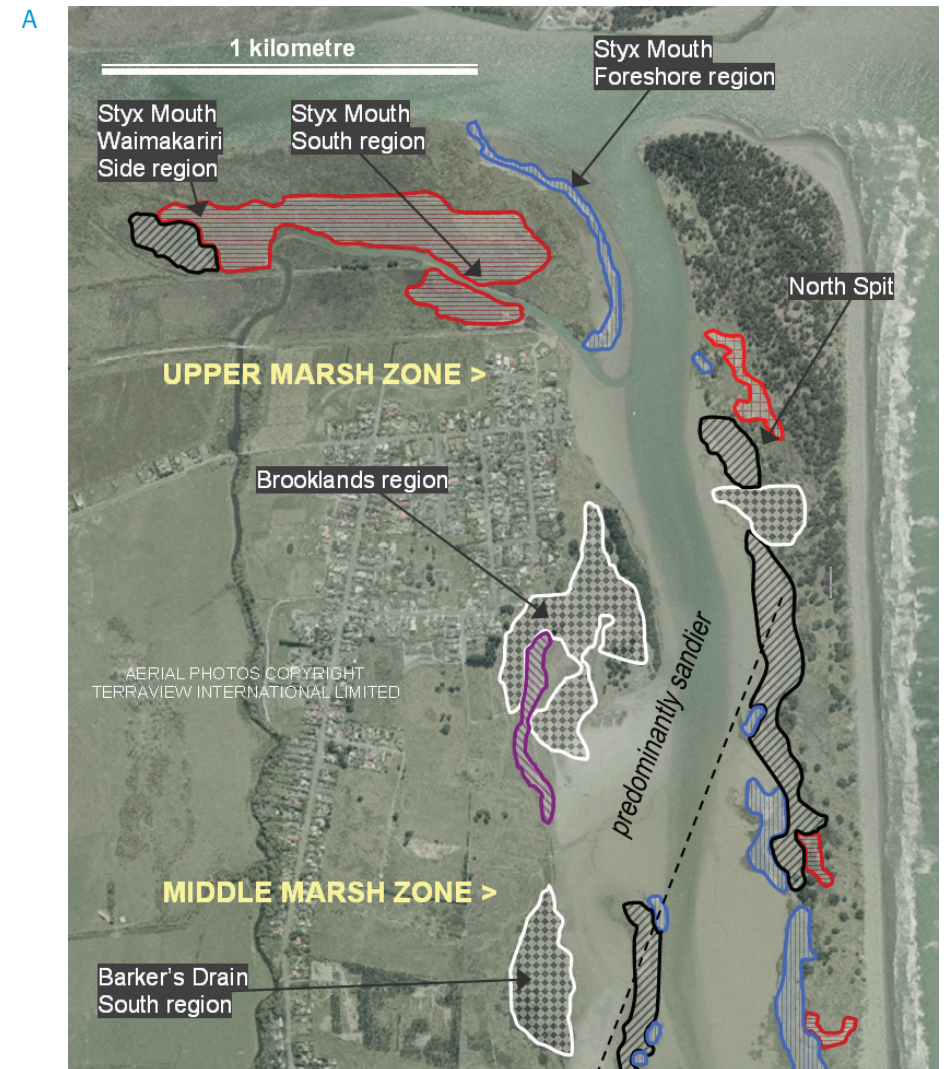 A
1 kilometre
Styx Mouth
Foreshore region
Styx Mouth
Waimakariri
Side region
Styx Mouth
South region
North Spit
UPPER MARSH ZONE >
Brooklands region
predominantly sandier
AERIAL PHOTOS COPYRIGHT
TERRAVIEW INTERNATIONAL LIMITED
MIDDLE MARSH ZONE >
Barker's Drain
South region